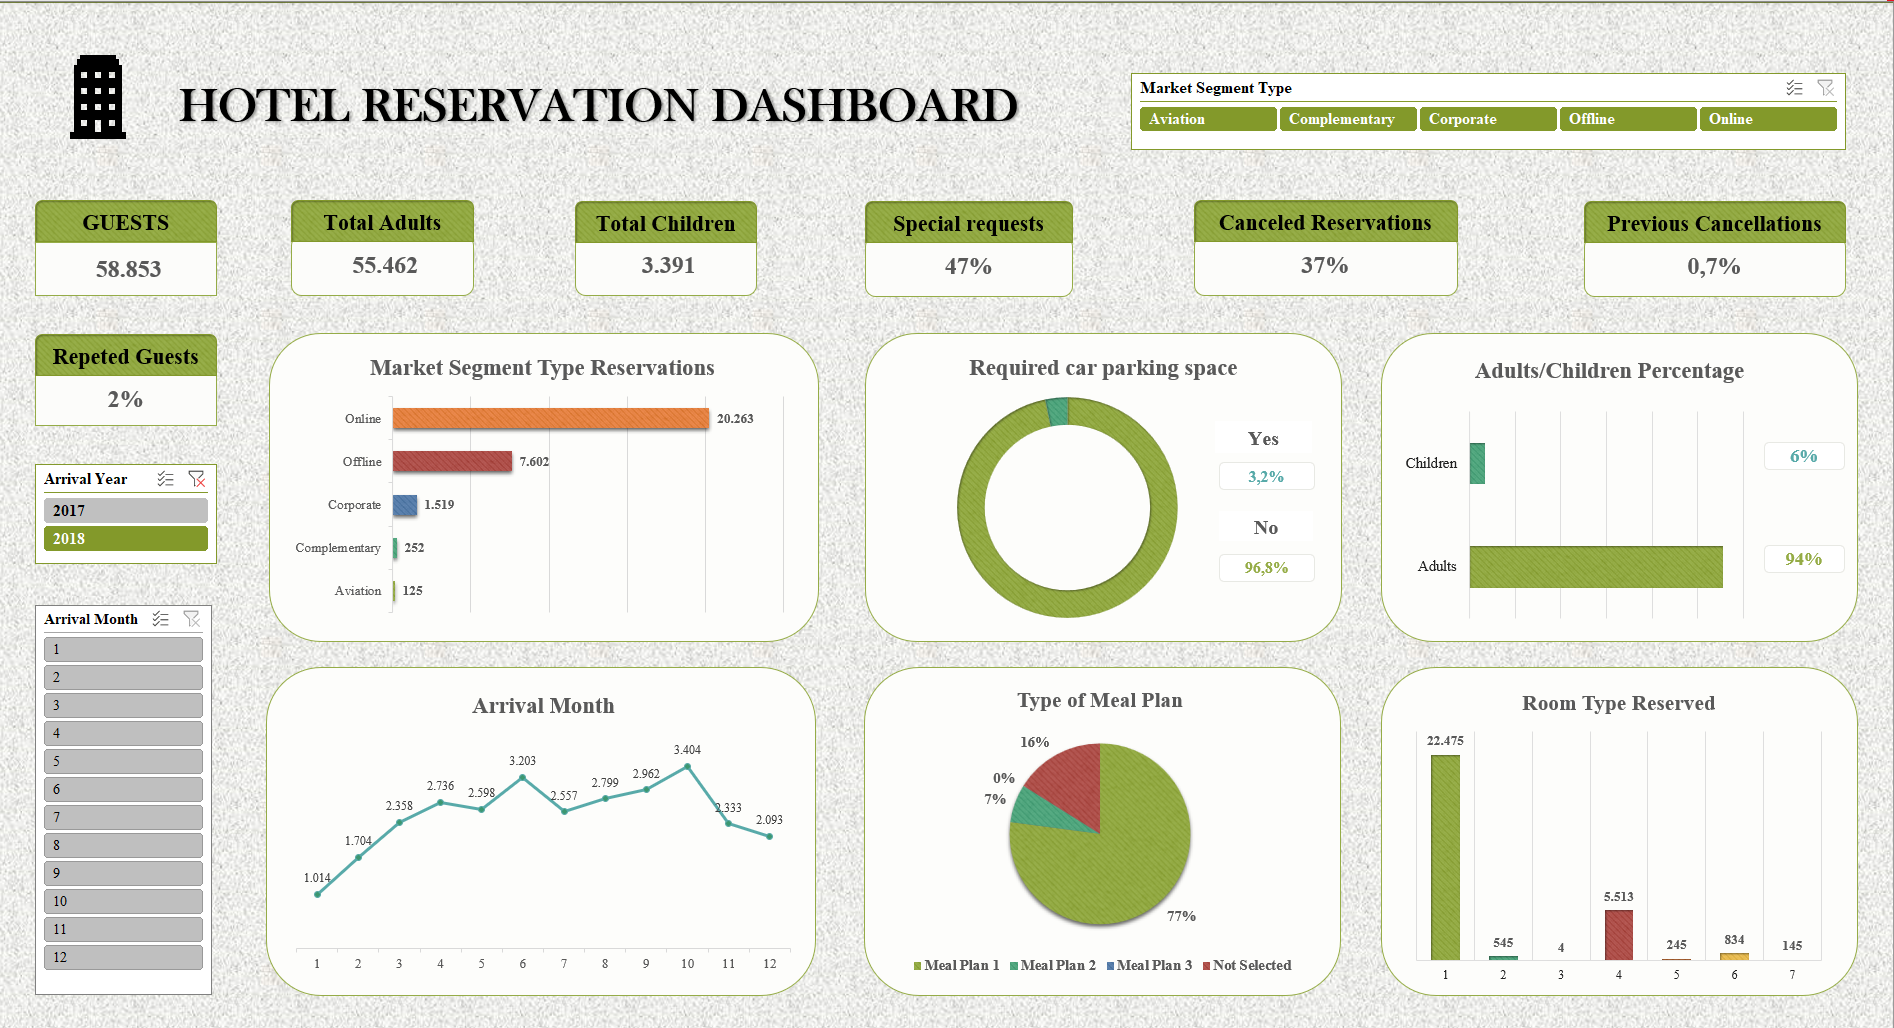 HOTEL RESERVATION DASHBOARD
Market Segment Type
Aviation
Complementary
Corporate
Offline
Online
GUESTS
58.853
Total Adults
55.462
Total Children
3.391
Special requests
47%
Canceled Reservations
37%
Previous Cancellations
0,7%
Repeted Guests
2%
Arrival Year
2017
2018
Arrival Month
1
2
3
4
5
6
7
8
9
10
11
12
Market Segment Type Reservations
Online
20.263
Offline
7.602
Corporate
1.519
Complementary
252
Aviation
125
Required car parking space
Yes
3,2%
No
96,8%
Adults/Children Percentage
Children
6%
Adults
94%
Arrival Month
1.014
1.704
2.358
2.736
2.598
3.203
2.557
2.799
2.962
3.404
2.333
2.093
1 2 3 4 5 6 7 8 9 10 11 12
Type of Meal Plan
16%
0%
7%
77%
Meal Plan 1 Meal Plan 2 Meal Plan 3 Not Selected
Room Type Reserved
22.475
545
4
5.513
245
834
145
1 2 3 4 5 6 7